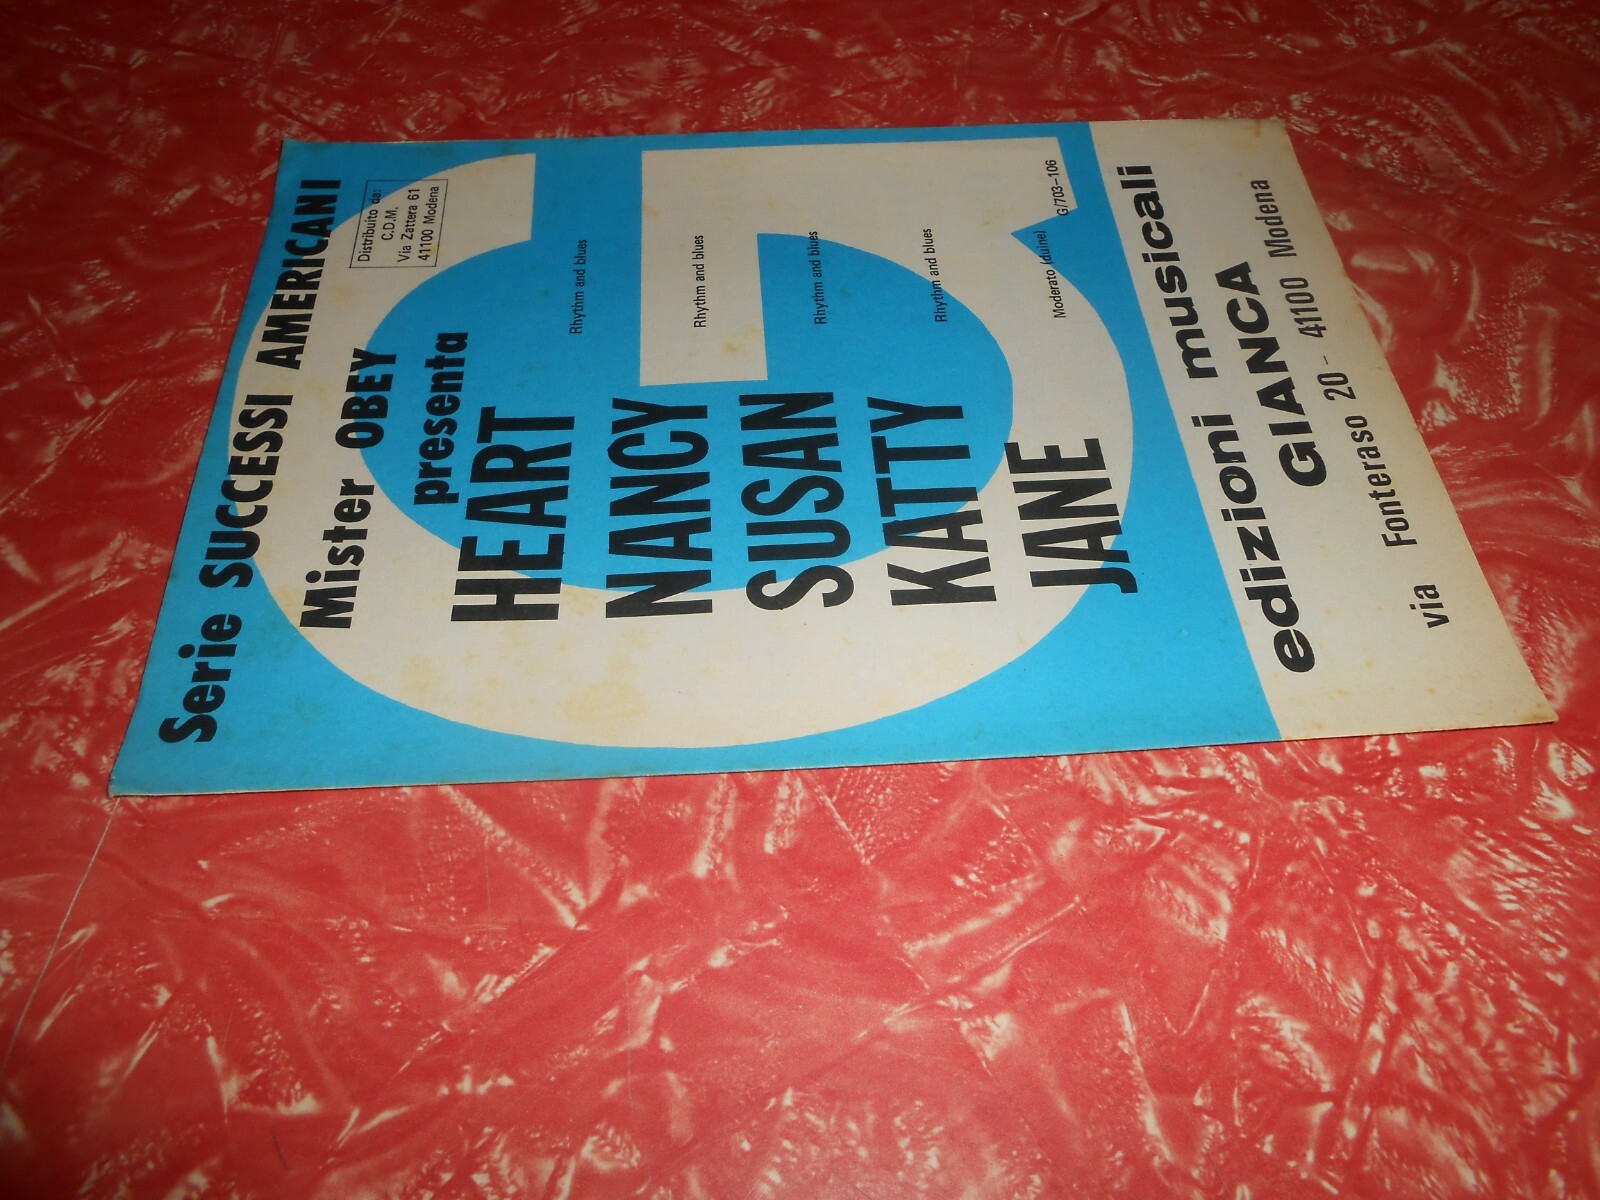 Serie SUCCESSI AMERICANI
Mister OBEY
presenta
Distribuito da:
C.D.M.
Via Zattera 61
41100 Modena
HEART Rhythm and blues
NANCY Rhythm and blues
SUSAN Rhythm and blues
KATTY Rhythm and blues
JANE Moderato (duine)
G/703-106
edizioni musicali
GIANCA
via Fonteraso 20 - 41100 Modena